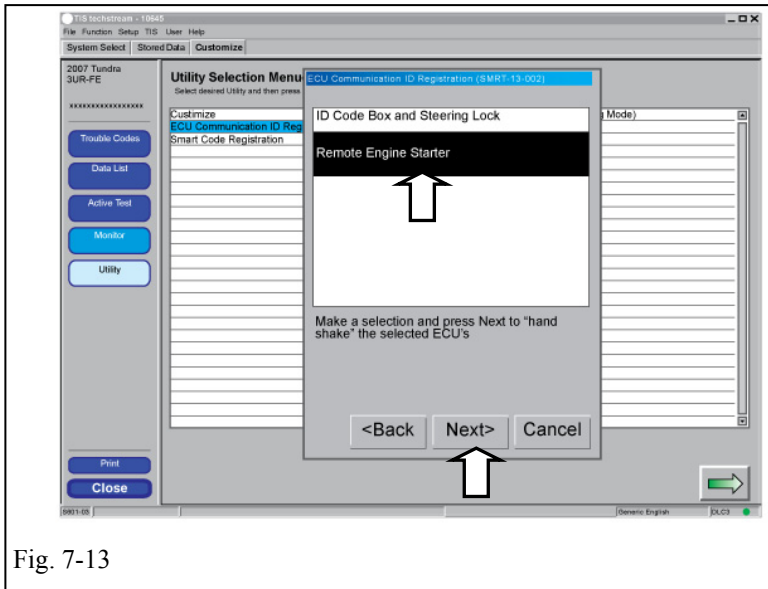 TIS techstream - 10645
File Function Setup TIS User Help
System Select Stored Data Customize
2007 Tundra
3UR-FE
xxxxxxxxxxxxxxxxx
Trouble Codes
Data List
Active Test
Monitor
Utility
Print
Close
Utility Selection Menu
Select desired Utility and then press
Custimize
ECU Communication ID Reg
Smart Code Registration
g Mode)
ECU Communication ID Registration (SMRT-13-002)
ID Code Box and Steering Lock
Remote Engine Starter
Make a selection and press Next to "hand
shake" the selected ECU's
<Back Next> Cancel
S601-05 Generic English DLC3
Fig. 7-13